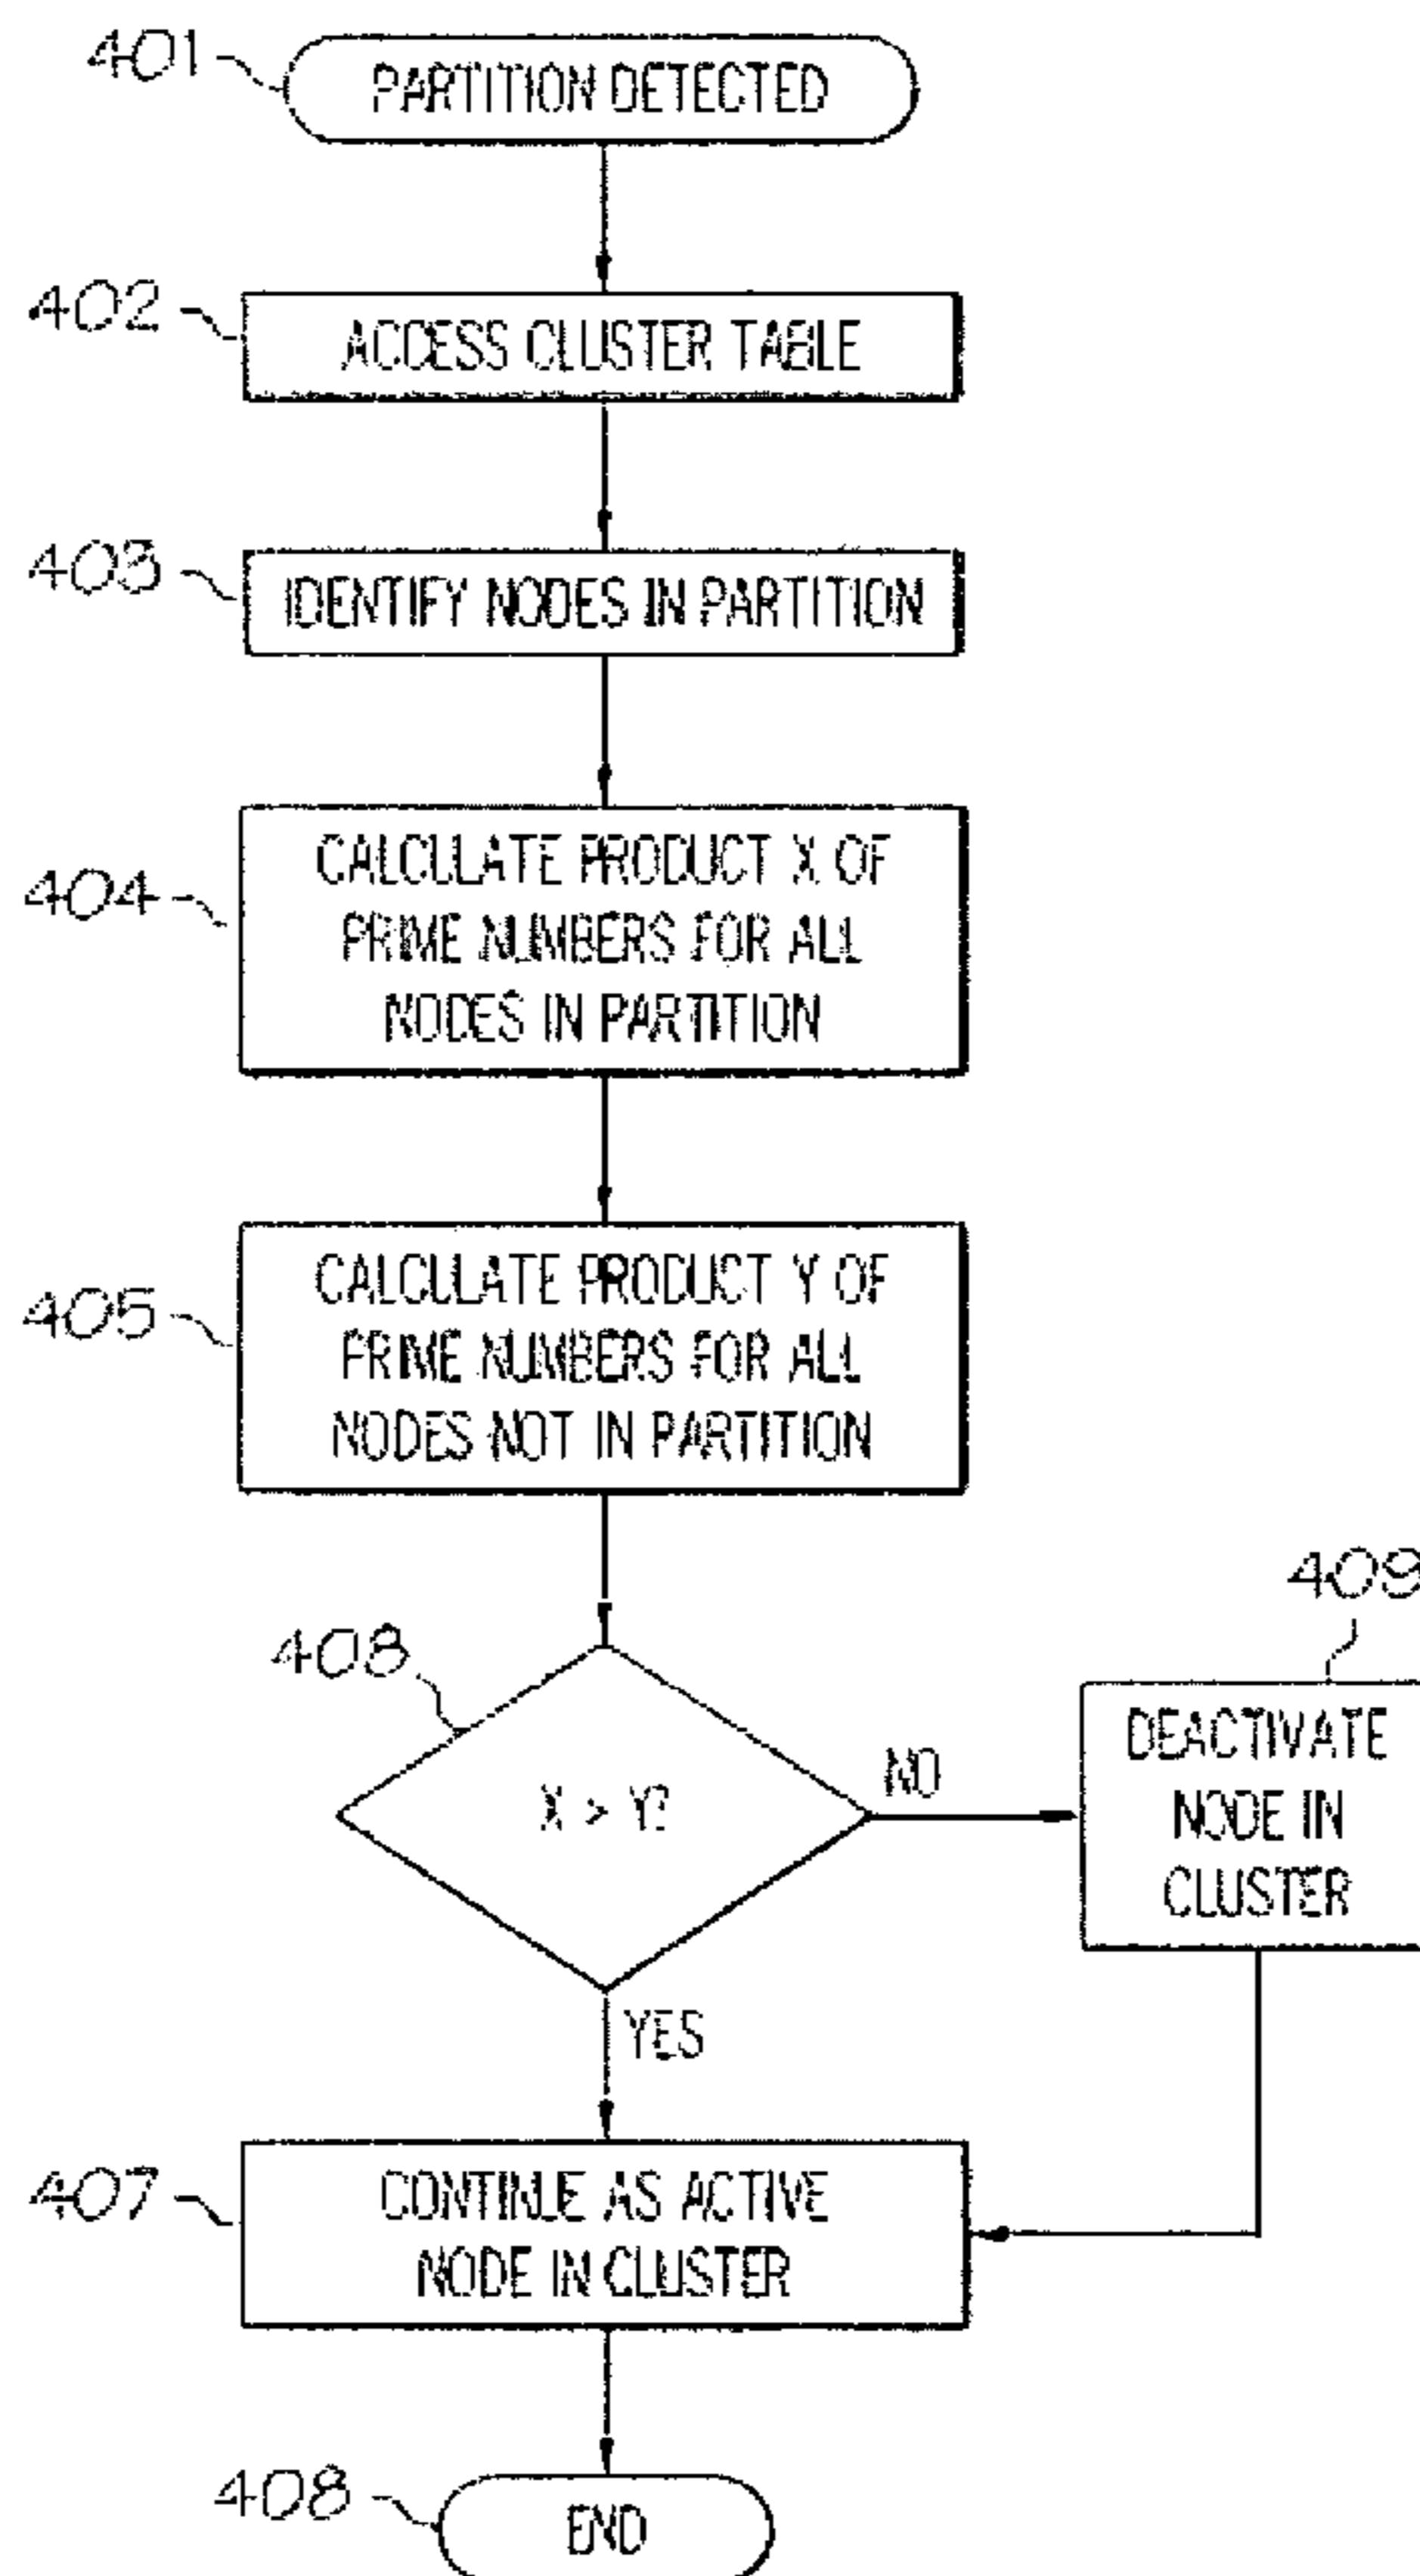 401
PARTITION DETECTED
402
ACCESS CLUSTER TABLE
403
IDENTIFY NODES IN PARTITION
404
CALCULATE PRODUCT X OF
PRIME NUMBERS FOR ALL
NODES IN PARTITION
405
CALCULATE PRODUCT Y OF
PRIME NUMBERS FOR ALL
NODES NOT IN PARTITION
408
X > Y?
NO
409
DEACTIVATE
NODE IN
CLUSTER
YES
407
CONTINUE AS ACTIVE
NODE IN CLUSTER
408
END